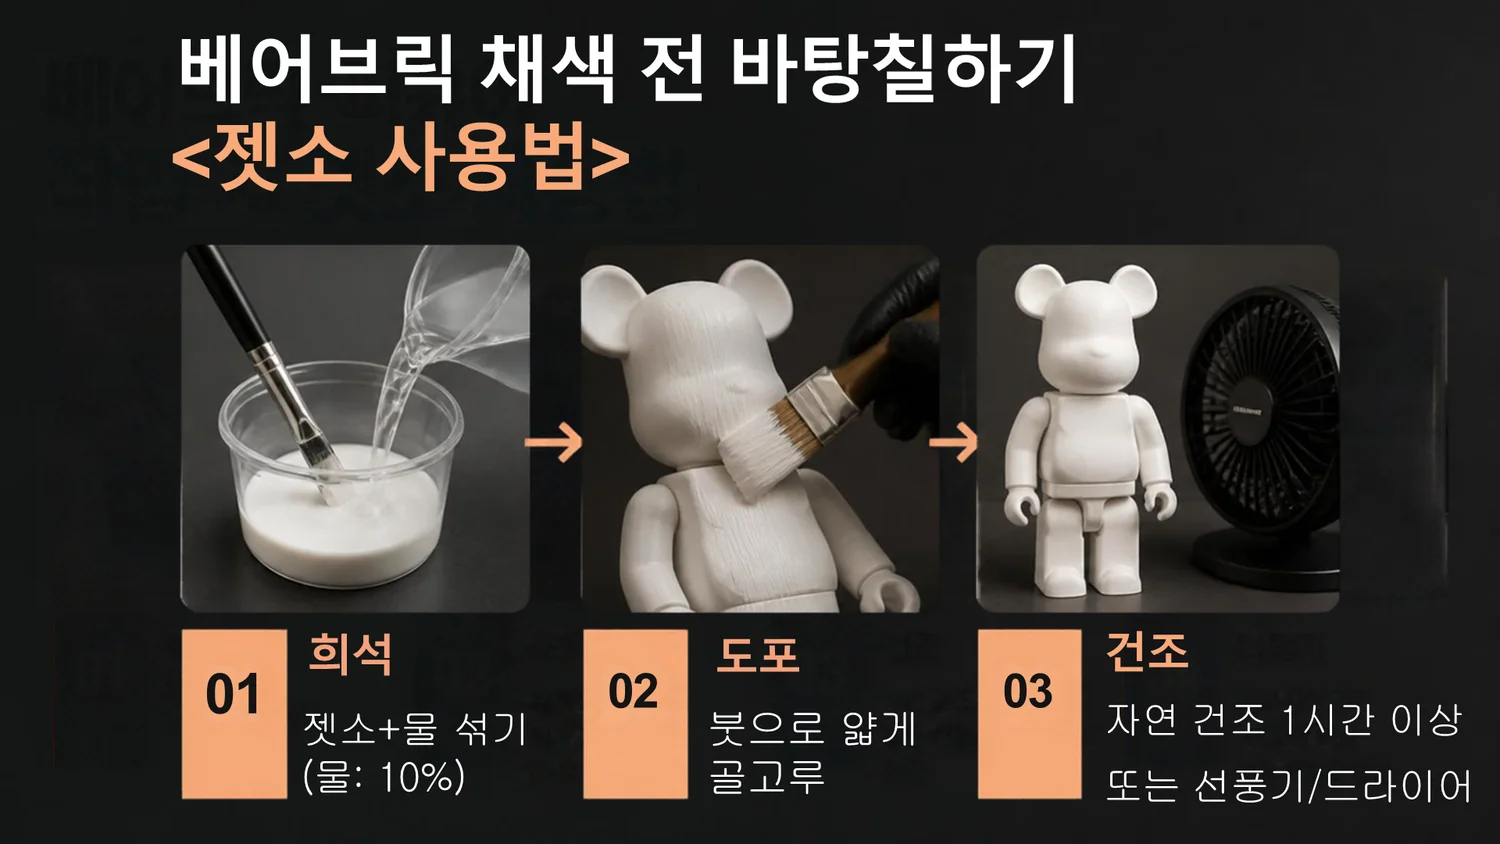 베어브릭 채색 전 바탕칠하기
<젯소 사용법>
01
희석
젯소+물 섞기
(물: 10%)
02
도포
붓으로 얇게
골고루
03
건조
자연 건조 1시간 이상
또는 선풍기/드라이어